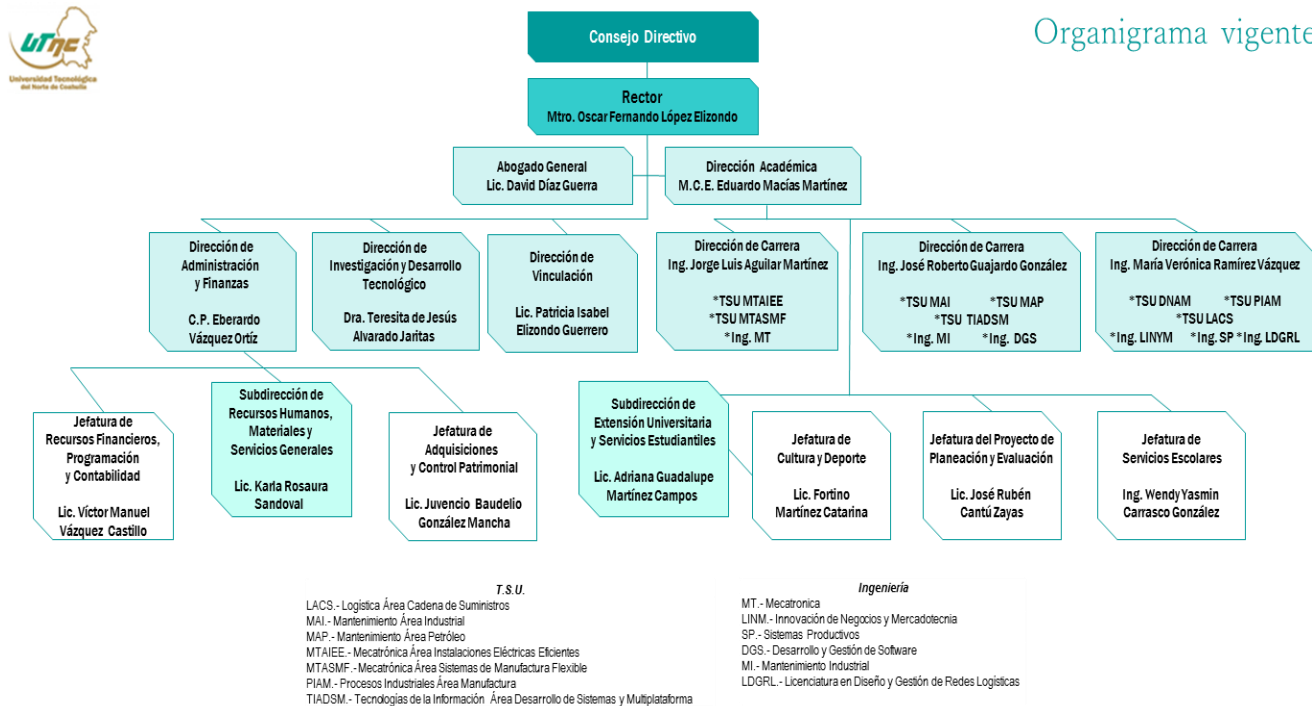 UTNC
Universidad Tecnológica
del Norte de Coahuila
Organigrama vigente
Consejo Directivo
Rector
Mtro. Oscar Fernando López Elizondo
Abogado General
Lic. David Díaz Guerra
Dirección Académica
M.C.E. Eduardo Macías Martínez
Dirección de
Administración
y Finanzas
C.P. Eberardo
Vázquez Ortíz
Dirección de
Investigación y Desarrollo
Tecnológico
Dra. Teresita de Jesús
Alvarado Jaritas
Dirección de
Vinculación
Lic. Patricia Isabel
Elizondo Guerrero
Dirección de Carrera
Ing. Jorge Luis Aguilar Martínez
*TSU MTAIEE
*TSU MTASMF
*Ing. MT
Dirección de Carrera
Ing. José Roberto Guajardo González
*TSU MAI *TSU MAP
*TSU TIADSM
*Ing. MI *Ing. DGS
Dirección de Carrera
Ing. María Verónica Ramírez Vázquez
*TSU DNAM *TSU PIAM
*TSU LACS
*Ing. LINYM *Ing. SP *Ing. LDGRL
Jefatura de
Recursos Financieros,
Programación
y Contabilidad
Lic. Víctor Manuel
Vázquez Castillo
Subdirección de
Recursos Humanos,
Materiales y
Servicios Generales
Lic. Karla Rosaura
Sandoval
Jefatura de
Adquisiciones
y Control Patrimonial
Lic. Juvencio Baudelio
González Mancha
Subdirección de
Extensión Universitaria
y Servicios Estudiantiles
Lic. Adriana Guadalupe
Martínez Campos
Jefatura de
Cultura y Deporte
Lic. Fortino
Martínez Catarina
Jefatura del Proyecto de
Planeación y Evaluación
Lic. José Rubén
Cantú Zayas
Jefatura de
Servicios Escolares
Ing. Wendy Yasmin
Carrasco González
T.S.U.
LACS.- Logística Área Cadena de Suministros
MAI.- Mantenimiento Área Industrial
MAP.- Mantenimiento Área Petróleo
MTAIEE.- Mecatrónica Área Instalaciones Eléctricas Eficientes
MTASMF.- Mecatrónica Área Sistemas de Manufactura Flexible
PIAM.- Procesos Industriales Área Manufactura
TIADSM.- Tecnologías de la Información Área Desarrollo de Sistemas y Multiplataforma
Ingeniería
MT.- Mecatronica
LINM.- Innovación de Negocios y Mercadotecnia
SP.- Sistemas Productivos
DGS.- Desarrollo y Gestión de Software
MI.- Mantenimiento Industrial
LDGRL.- Licenciatura en Diseño y Gestión de Redes Logísticas